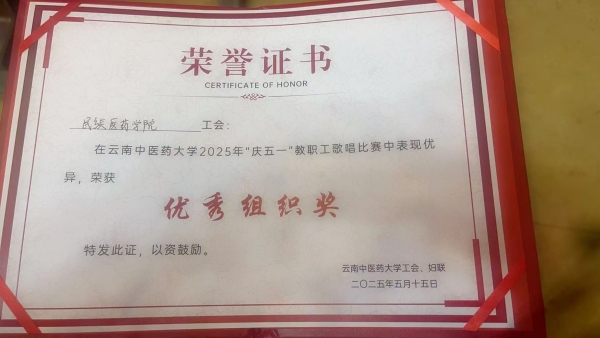 荣誉证书
CERTIFICATE OF HONOR
民族医药学院 工会：
在云南中医药大学2025年“庆五一”教职工歌唱比赛中表现优
异，荣获
优秀组织奖
特发此证，以资鼓励。
云南中医药大学工会、妇联
二〇二五年五月十五日